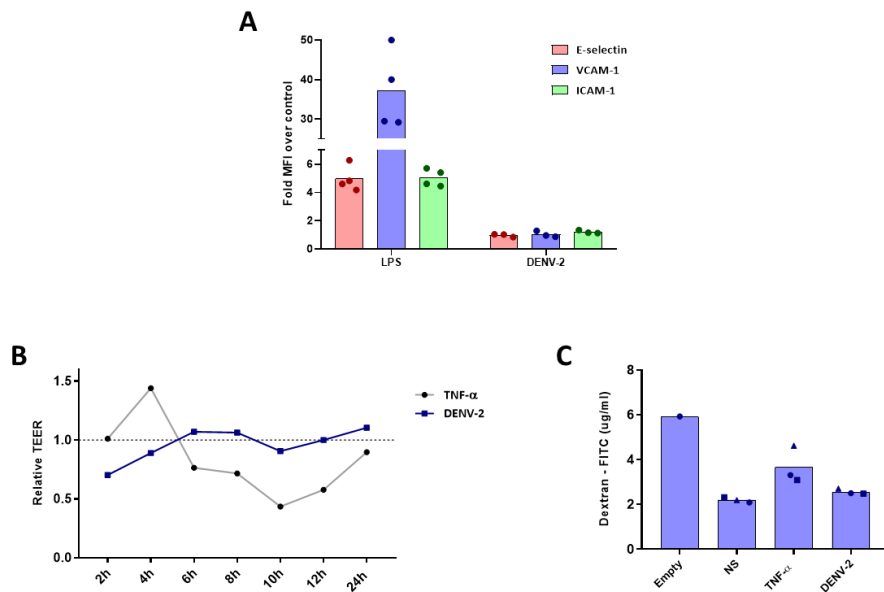 A
50
40
30
6
4
2
0
Fold MFI over control
LPS
DENV-2
E-selectin
VCAM-1
ICAM-1
B
1.5
1.0
0.5
0.0
Relative TEER
2h
4h
6h
8h
10h
12h
24h
TNF-α
DENV-2
C
8
6
4
2
0
Dextran - FITC (ug/ml)
Empty
NS
TNF-α
DENV-2